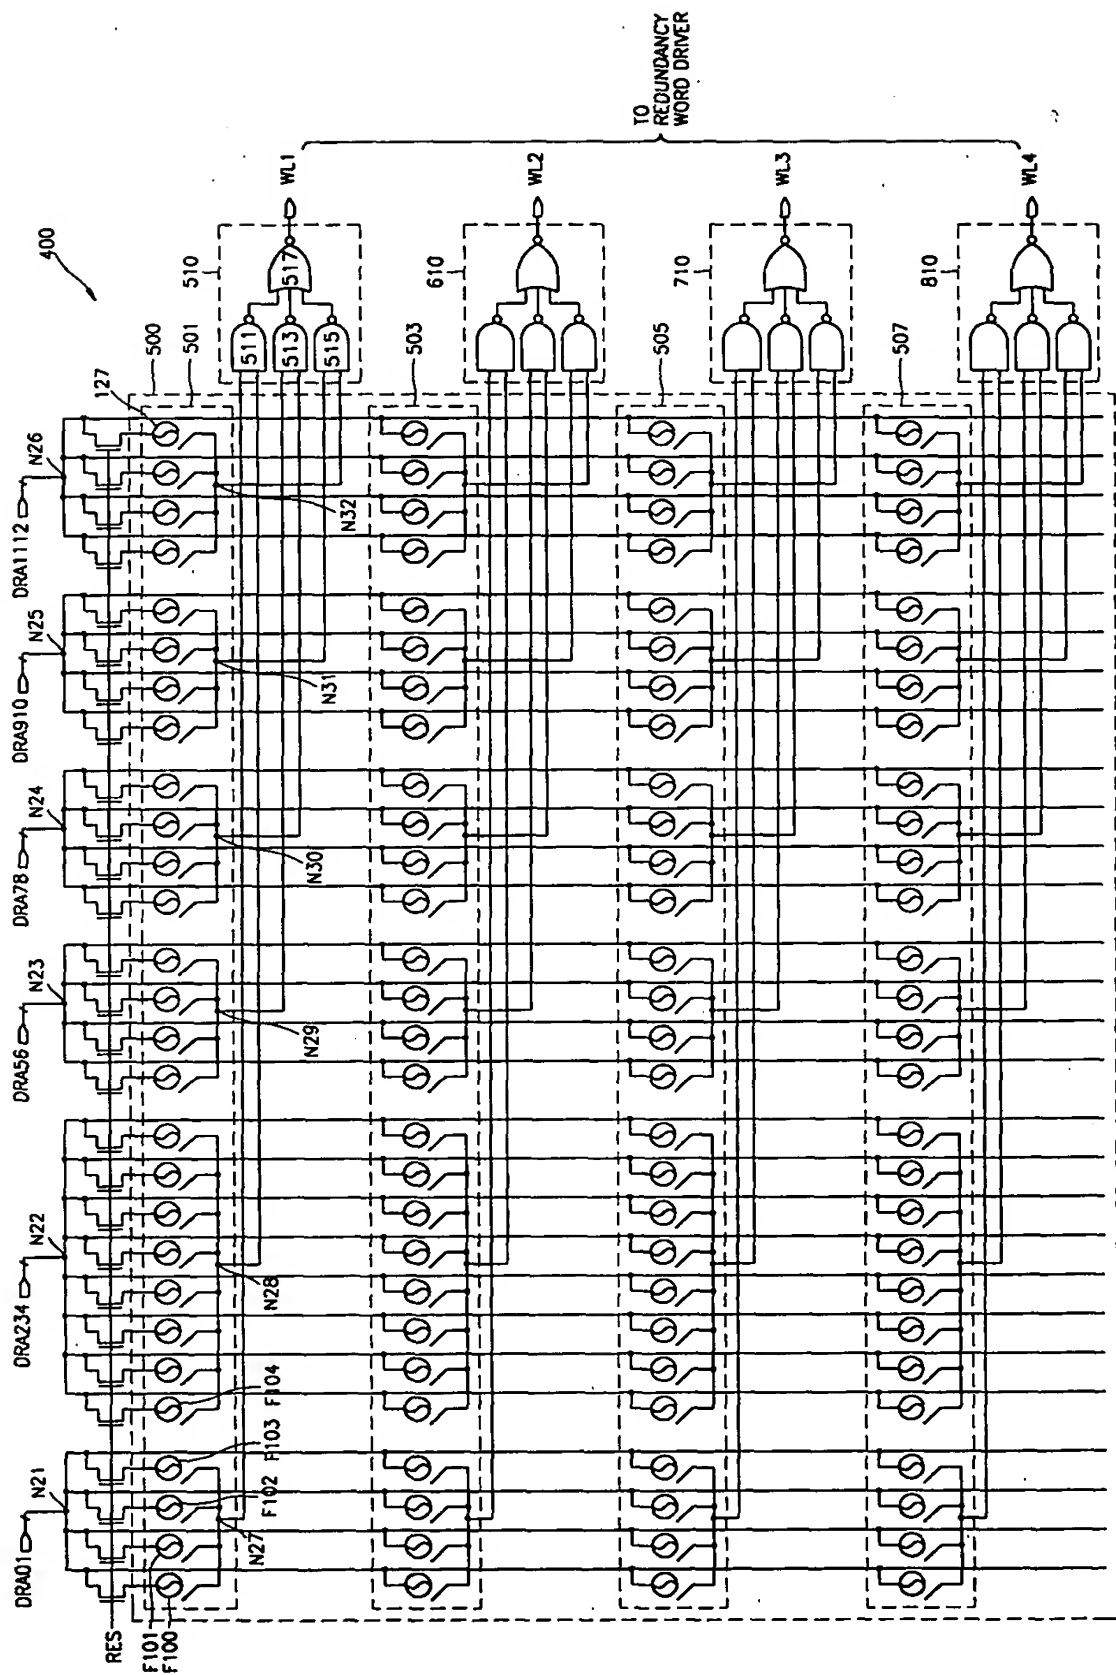 400
DRA01
DRA234
DRA56
DRA78
DRA910
DRA1112
N21
N22
N23
N24
N25
N26
127
500
501
RES
F101
F100
F102
F103
F104
N27
N28
N29
N30
N31
N32
510
511
513
515
517
WL1
503
610
WL2
505
710
WL3
507
810
WL4
TO
REDUNDANCY
WORD DRIVER